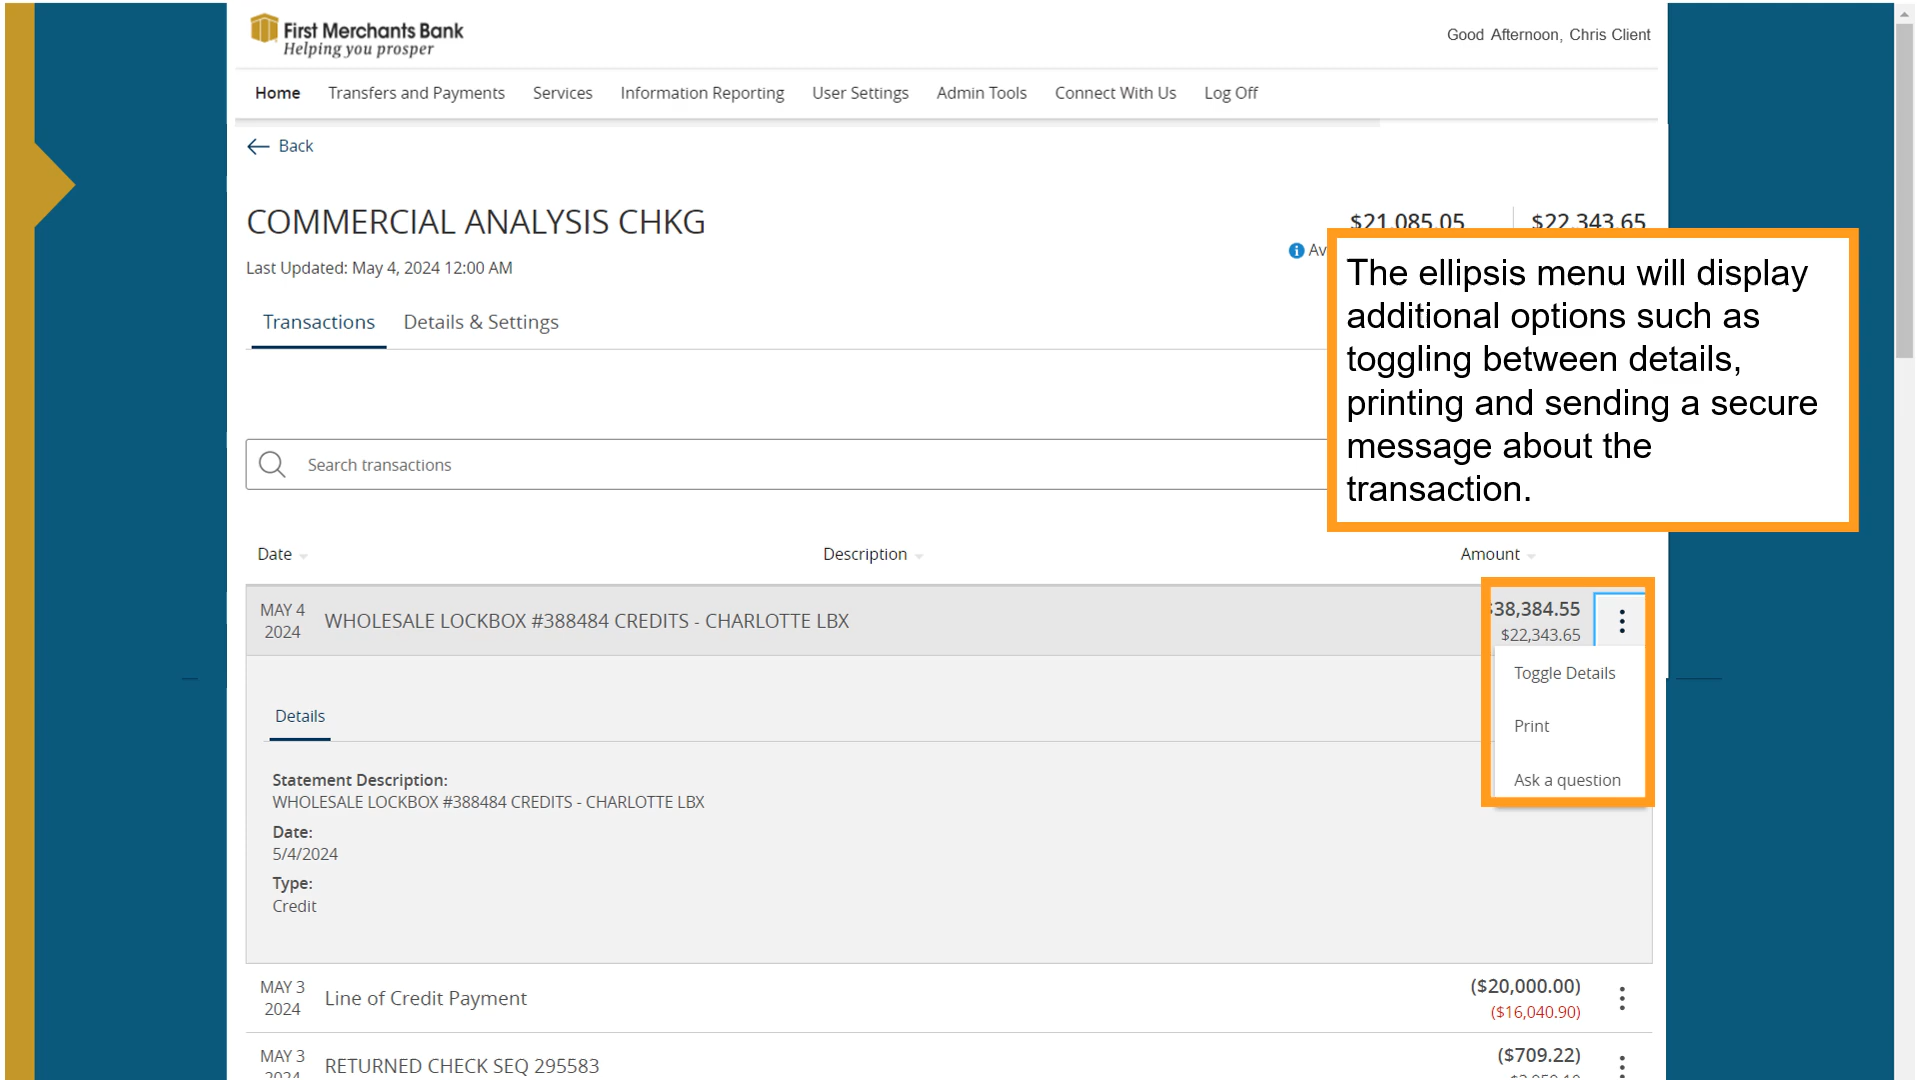 First Merchants Bank
Helping you prosper
Good Afternoon, Chris Client
Home Transfers and Payments Services Information Reporting User Settings Admin Tools Connect With Us Log Off
Back
COMMERCIAL ANALYSIS CHKG
$21,085.05 $22,343.65
Last Updated: May 4, 2024 12:00 AM
Av
The ellipsis menu will display
additional options such as
toggling between details,
printing and sending a secure
message about the
transaction.
Transactions Details & Settings
Search transactions
Date Description Amount
MAY 4
2024
WHOLESALE LOCKBOX #388484 CREDITS - CHARLOTTE LBX
$38,384.55
$22,343.65
Toggle Details
Print
Ask a question
Details
Statement Description:
WHOLESALE LOCKBOX #388484 CREDITS - CHARLOTTE LBX
Date:
5/4/2024
Type:
Credit
MAY 3
2024
Line of Credit Payment
($20,000.00)
($16,040.90)
MAY 3
2024
RETURNED CHECK SEQ 295583
($709.22)